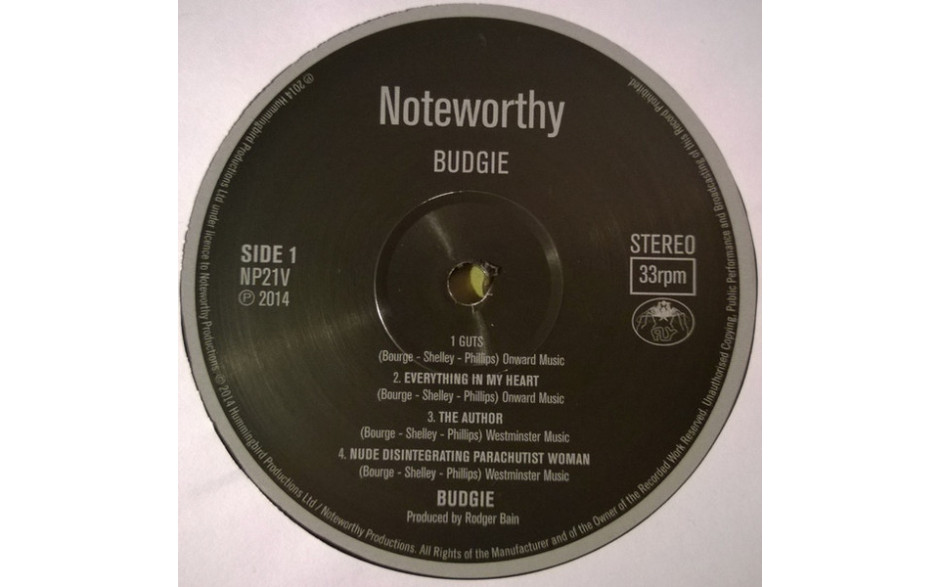 Noteworthy
BUDGIE
SIDE 1
NP21V
Ⓟ 2014
STEREO
33rpm
FLY
1 GUTS
(Bourge - Shelley - Phillips) Onward Music
2. EVERYTHING IN MY HEART
(Bourge - Shelley - Phillips) Onward Music
3. THE AUTHOR
(Bourge - Shelley - Phillips) Westminster Music
4. NUDE DISINTEGRATING PARACHUTIST WOMAN
(Bourge - Shelley - Phillips) Westminster Music
BUDGIE
Produced by Rodger Bain
Ⓟ 2014 Hummingbird Productions Ltd under licence to Noteworthy Productions. © 2014 Hummingbird Productions Ltd / Noteworthy Productions. All Rights of the Manufacturer and of the Owner of the Recorded Work Reserved. Unauthorised Copying, Public Performance and Broadcasting of this Record Prohibited.